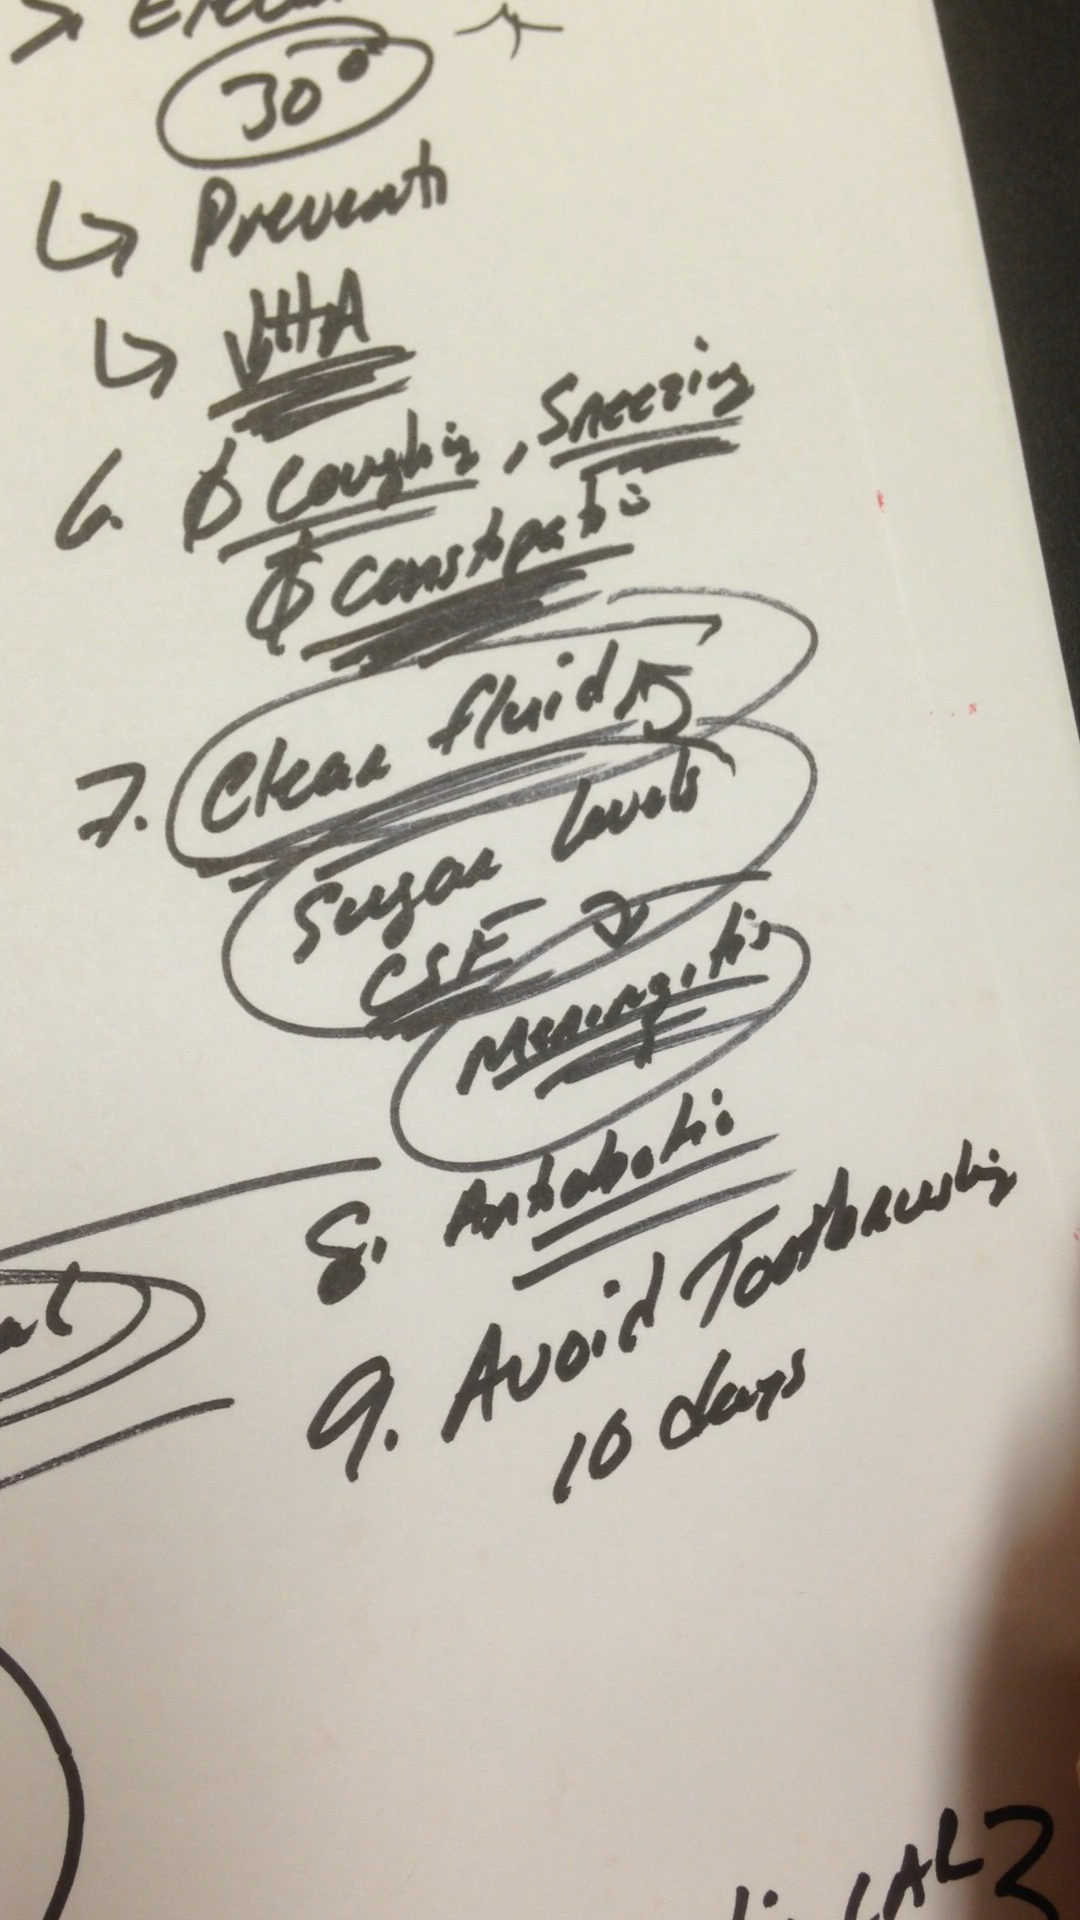 30°
↳ Prevent
↳ HA
6. ∅ Coughing, Sneezing
∅ Constipation
7. Clear fluid
Sugar levels
CSF →
Meningitis
8. Antibiotic
9. Avoid Toothbrushing
10 days